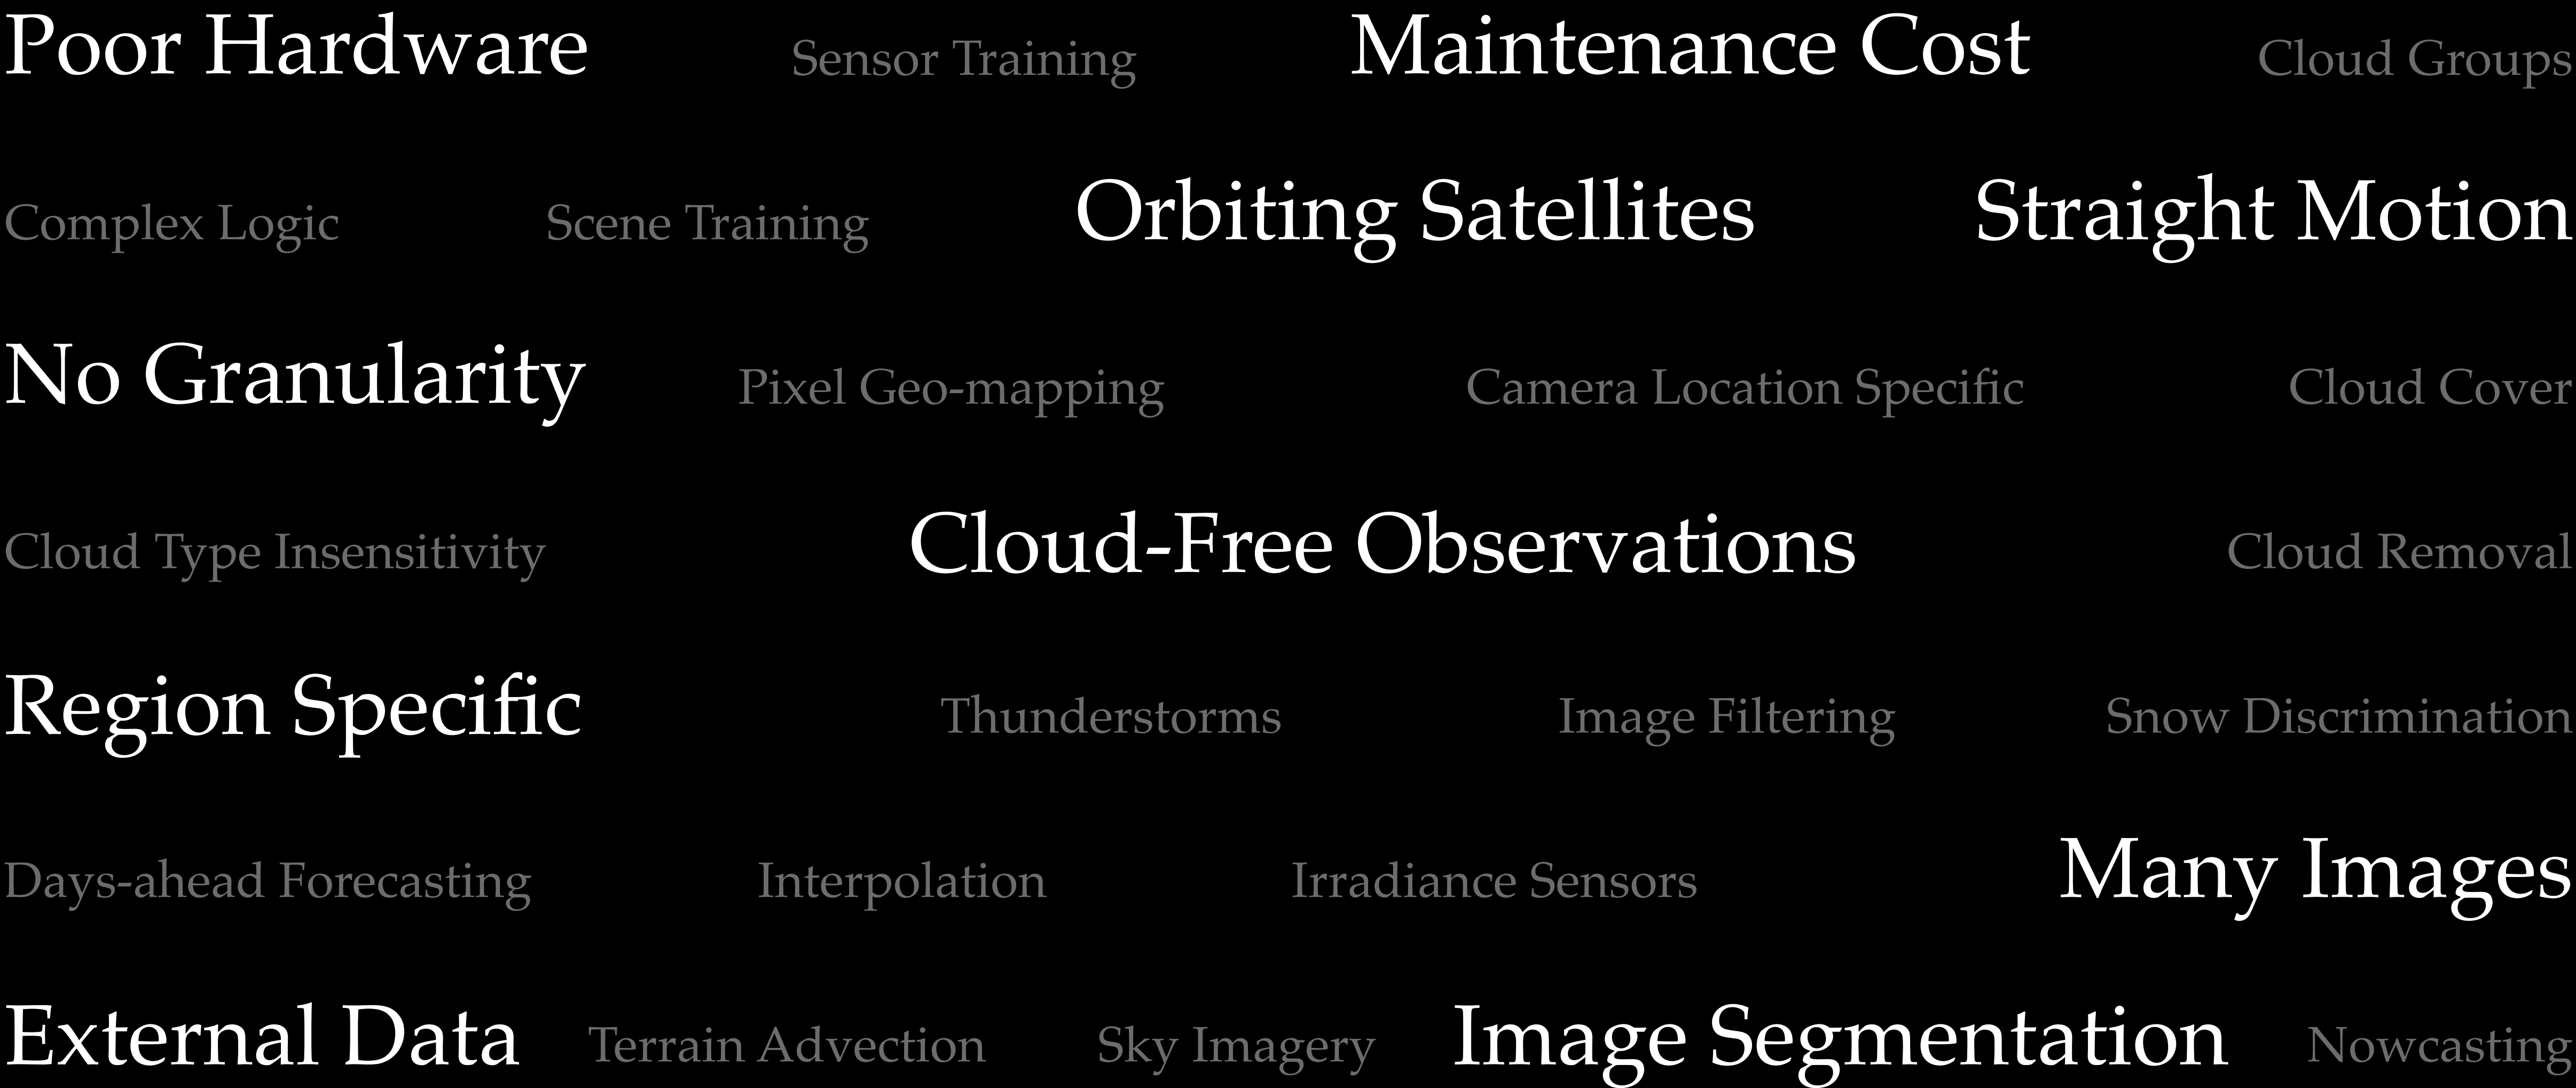 Poor Hardware Sensor Training Maintenance Cost Cloud Groups
Complex Logic Scene Training Orbiting Satellites Straight Motion
No Granularity Pixel Geo-mapping Camera Location Specific Cloud Cover
Cloud Type Insensitivity Cloud-Free Observations Cloud Removal
Region Specific Thunderstorms Image Filtering Snow Discrimination
Days-ahead Forecasting Interpolation Irradiance Sensors Many Images
External Data Terrain Advection Sky Imagery Image Segmentation Nowcasting